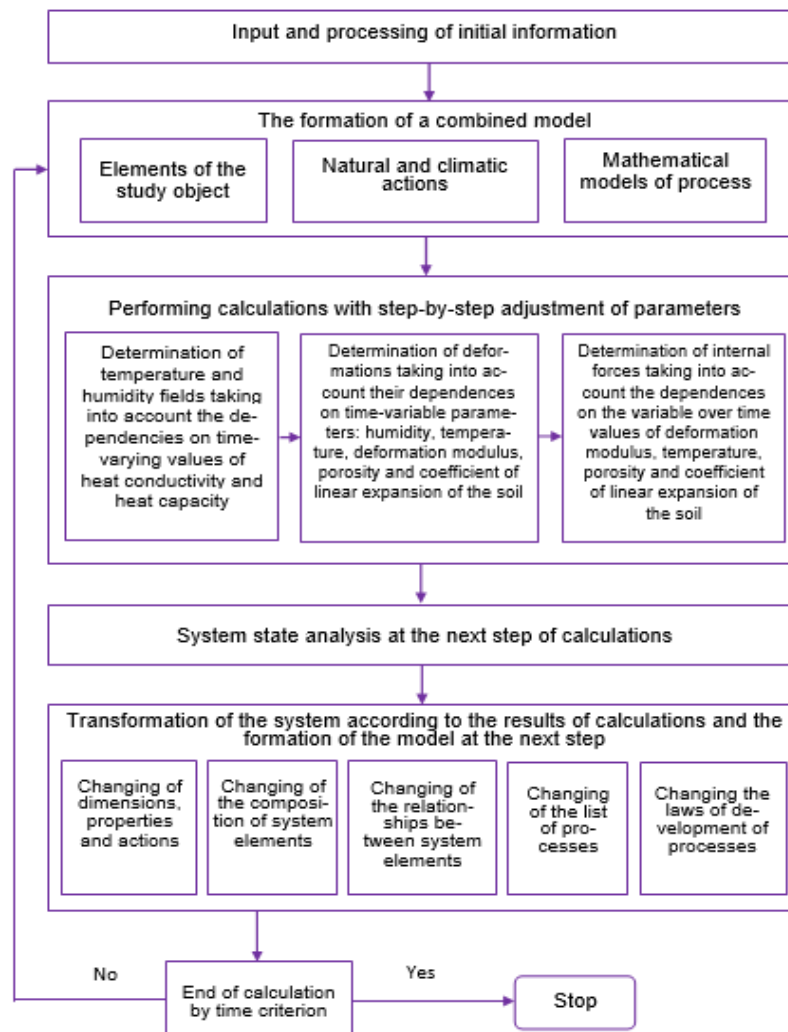 Input and processing of initial information
The formation of a combined model
Elements of the
study object
Natural and climatic
actions
Mathematical
models of process
Performing calculations with step-by-step adjustment of parameters
Determination of
temperature and
humidity fields taking
into account the de-
pendencies on time-
varying values of
heat conductivity and
heat capacity
Determination of defor-
mations taking into ac-
count their dependences
on time-variable parame-
ters: humidity, tempera-
ture, deformation modulus,
porosity and coefficient of
linear expansion of the soil
Determination of internal
forces taking into ac-
count the dependences
on the variable over time
values of deformation
modulus, temperature,
porosity and coefficient
of linear expansion of
the soil
System state analysis at the next step of calculations
Transformation of the system according to the results of calculations and the
formation of the model at the next step
Changing of
dimensions,
properties
and actions
Changing of
the composi-
tion of system
elements
Changing of
the relation-
ships be-
tween system
elements
Changing
of the list
of pro-
cesses
Changing the
laws of de-
velopment of
processes
No
End of calculation
by time criterion
Yes
Stop